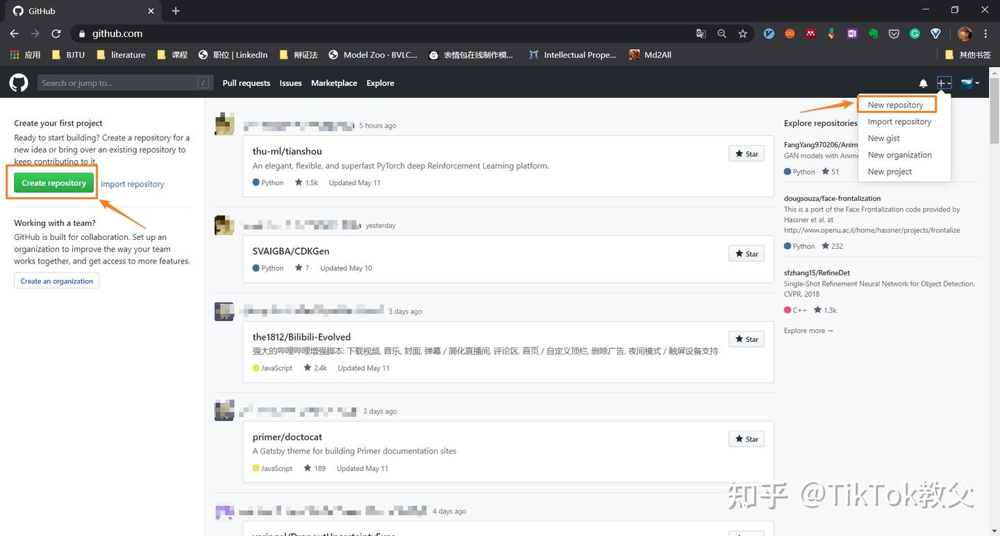 GitHub
github.com
应用
BJTU
literature
课程
职位 | LinkedIn
辩证法
Model Zoo · BVLC...
表情包在线制作模...
Intellectual Prope...
Md2All
其他书签
Search or jump to...
/
Pull requests
Issues
Marketplace
Explore
New repository
Import repository
New gist
New organization
New project
Create your first project
Ready to start building? Create a repository for a
new idea or bring over an existing repository to
keep contributing to it.
Create repository
Import repository
Working with a team?
GitHub is built for collaboration. Set up an
organization to improve the way your team
works together, and get access to more features.
Create an organization
5 hours ago
thu-ml/tianshou
Star
An elegant, flexible, and superfast PyTorch deep Reinforcement Learning platform.
Python 1.5k Updated May 11
yesterday
SVAIGBA/CDKGen
Star
Python 7 Updated May 10
3 days ago
the1812/Bilibili-Evolved
Star
强大的哔哩哔哩增强脚本: 下载视频, 音乐, 封面, 弹幕 / 简化直播间, 评论区, 首页 / 自定义顶栏, 删除广告, 夜间模式 / 触屏设备支持
JavaScript 2.4k Updated May 11
3 days ago
primer/doctocat
Star
A Gatsby theme for building Primer documentation sites
JavaScript 189 Updated May 11
4 days ago
Explore repositories
FangYang970206/Anime
GAN models with Anime
Python 51
dougsouza/face-frontalization
This is a port of the Face Frontalization code provided by
Hassner et al. at
http://www.openu.ac.il/home/hassner/projects/frontalize
Python 232
sfzhang15/RefineDet
Single-Shot Refinement Neural Network for Object Detection,
CVPR, 2018
C++ 1.3k
Explore more →
知乎 @TikTok教父